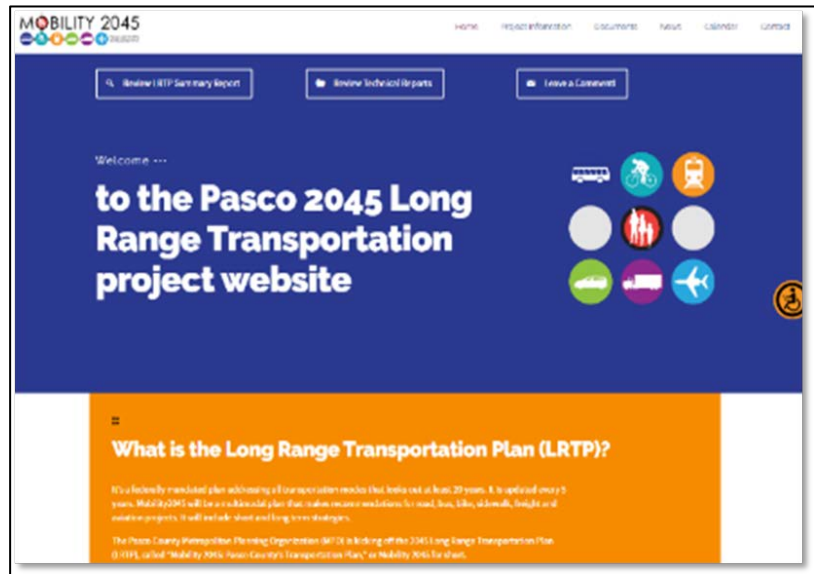 MOBILITY 2045
Home Project Information Documents News Calendar Contact
Review LRTP Summary Report Review Technical Reports Leave a Comment!
Welcome ---
to the Pasco 2045 Long
Range Transportation
project website
What is the Long Range Transportation Plan (LRTP)?
It's a federally mandated plan addressing all transportation modes that looks out at least 20 years. It is updated every 5
years. Mobility2045 will be a multimodal plan that makes recommendations for road, bus, bike, sidewalk, freight and
aviation projects. It will include short and long term strategies.
The Pasco County Metropolitan Planning Organization (MPO) is kicking off the 2045 Long Range Transportation Plan
(LRTP), called "Mobility 2045: Pasco County's Transportation Plan," or Mobility 2045 for short.